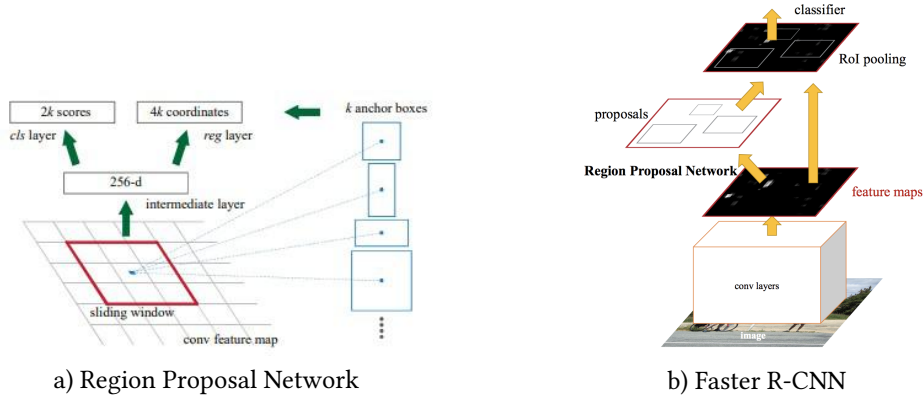 2k scores
4k coordinates
k anchor boxes
cls layer
reg layer
256-d
intermediate layer
sliding window
conv feature map
a) Region Proposal Network
classifier
RoI pooling
proposals
Region Proposal Network
feature maps
conv layers
image
b) Faster R-CNN